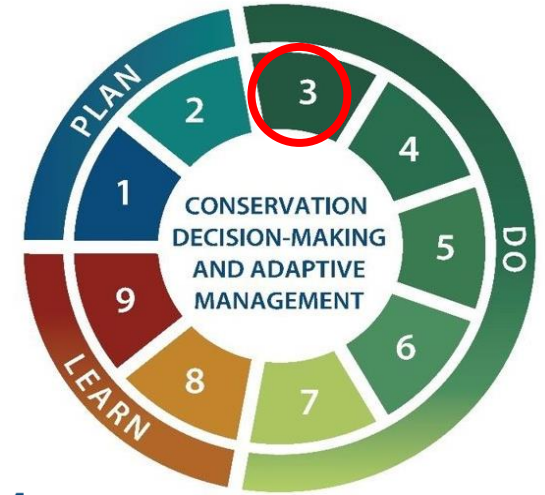 PLAN
DO
LEARN
1
2
3
4
5
6
7
8
9
CONSERVATION
DECISION-MAKING
AND ADAPTIVE
MANAGEMENT